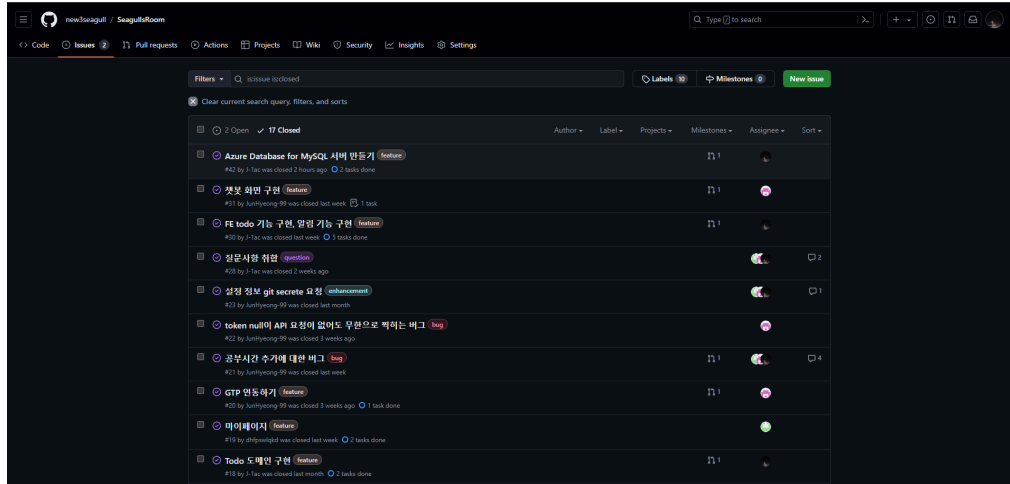 new3seagull / SeagullsRoom
Type / to search
Code Issues 2 Pull requests Actions Projects Wiki Security Insights Settings
Filters is:issue is:closed
Labels 10 Milestones 0 New issue
Clear current search query, filters, and sorts
2 Open 17 Closed Author Label Projects Milestones Assignee Sort
Azure Database for MySQL 서버 만들기 feature 1
#42 by J-1ac was closed 2 hours ago 2 tasks done
챗봇 화면 구현 feature 1
#31 by JunHyeong-99 was closed last week 1 task
FE todo 기능 구현, 알림 기능 구현 feature 1
#30 by J-1ac was closed last week 5 tasks done
질문사항 취합 question 2
#28 by J-1ac was closed 2 weeks ago
설정 정보 git secrete 요청 enhancement 1
#23 by JunHyeong-99 was closed last month
token null이 API 요청이 없어도 무한으로 찍히는 버그 bug
#22 by JunHyeong-99 was closed 3 weeks ago
공부시간 추가에 대한 버그 bug 1 4
#21 by JunHyeong-99 was closed last week
GTP 연동하기 feature 1
#20 by JunHyeong-99 was closed 3 weeks ago 1 task done
마이페이지 feature
#19 by dhfpswlqkd was closed last week 2 tasks done
Todo 도메인 구현 feature 1
#18 by J-1ac was closed last month 2 tasks done